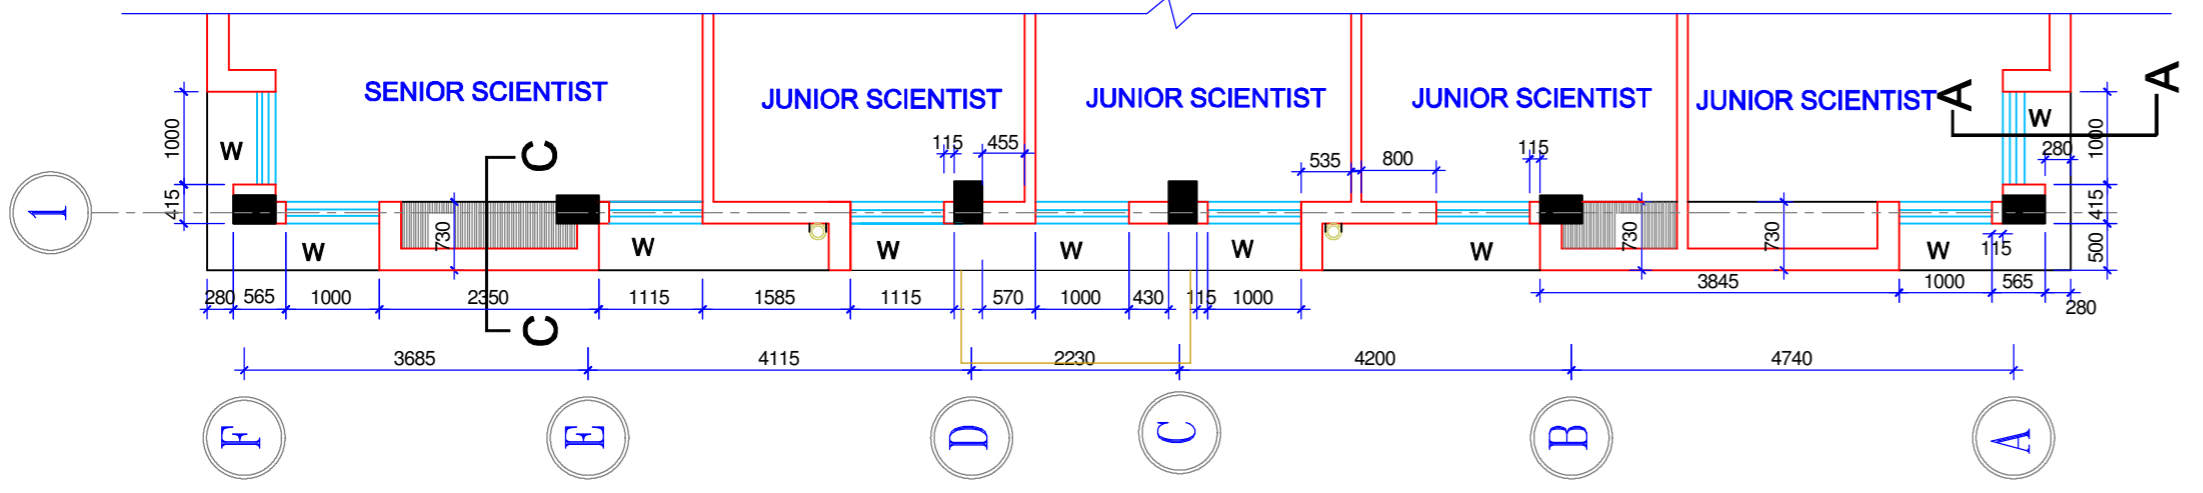 SENIOR SCIENTIST
JUNIOR SCIENTIST
JUNIOR SCIENTIST
JUNIOR SCIENTIST
JUNIOR SCIENTIST
A
A
1000
W
C
115
455
535
800
115
W
1000
280
1
415
730
W
W
W
W
W
W
730
730
W
115
415
500
280
565
1000
2350
1115
1585
1115
570
1000
430
115
1000
3845
1000
565
280
C
3685
4115
2230
4200
4740
F
E
D
C
B
A